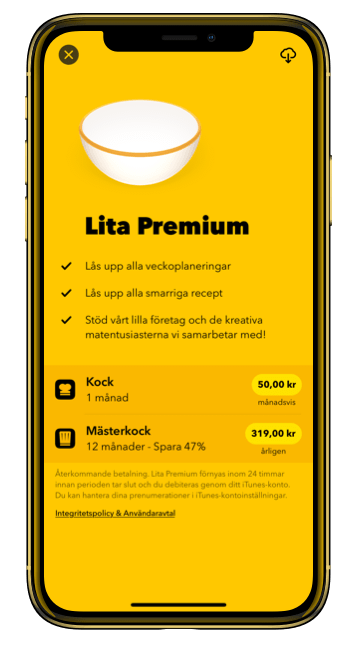 Lita Premium
Lås upp alla veckoplaneringar
Lås upp alla smarriga recept
Stöd vårt lilla företag och de kreativa
matentusiasterna vi samarbetar med!
Kock
50,00 kr
1 månad
månadsvis
Mästerkock
319,00 kr
12 månader - Spara 47%
årligen
Återkommande betalning. Lita Premium förnyas inom 24 timmar
innan perioden tar slut och du debiteras genom ditt iTunes-konto.
Du kan hantera dina prenumerationer i iTunes-kontoinställningar.
Integritetspolicy & Användaravtal